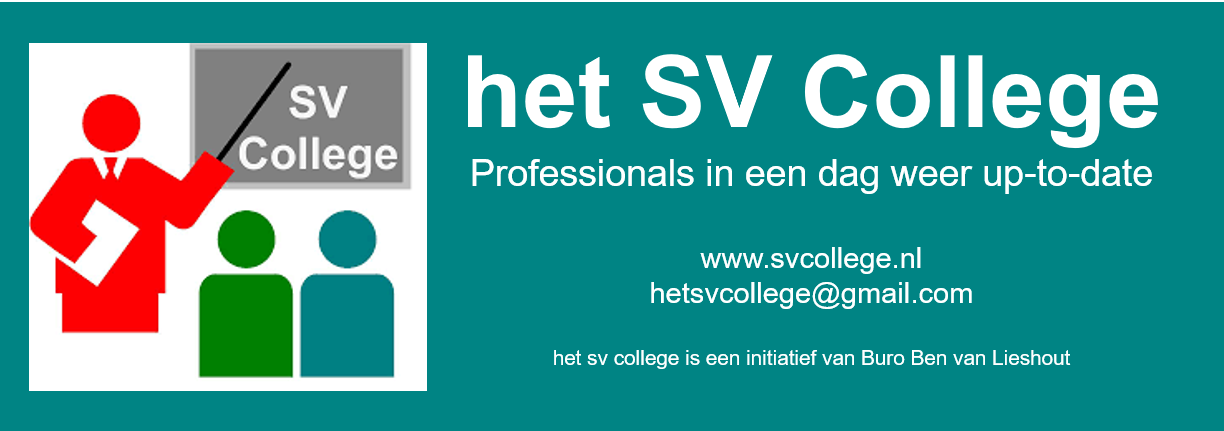 SV
College
het SV College
Professionals in een dag weer up-to-date
www.svcollege.nl
hetsvcollege@gmail.com
het sv college is een initiatief van Buro Ben van Lieshout